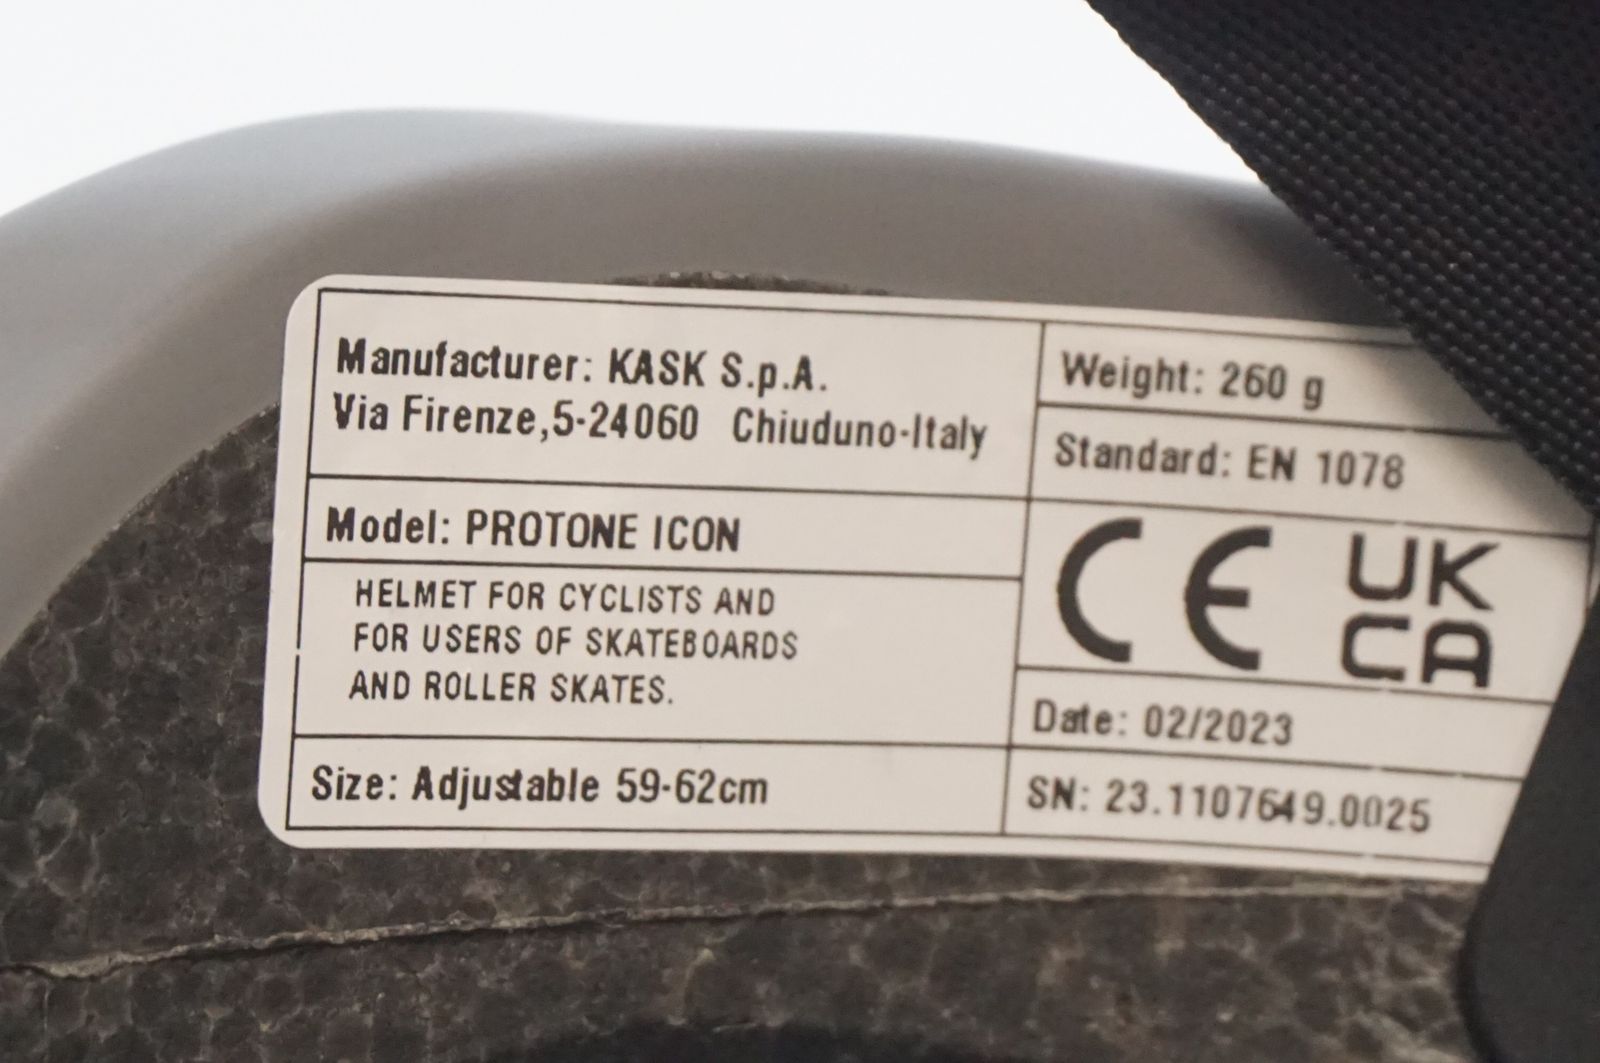 Manufacturer: KASK S.p.A.
Via Firenze,5-24060 Chiuduno-Italy
Model: PROTONE ICON
HELMET FOR CYCLISTS AND
FOR USERS OF SKATEBOARDS
AND ROLLER SKATES.
Size: Adjustable 59-62cm
Weight: 260 g
Standard: EN 1078
CE UK
CA
Date: 02/2023
SN: 23.1107649.0025